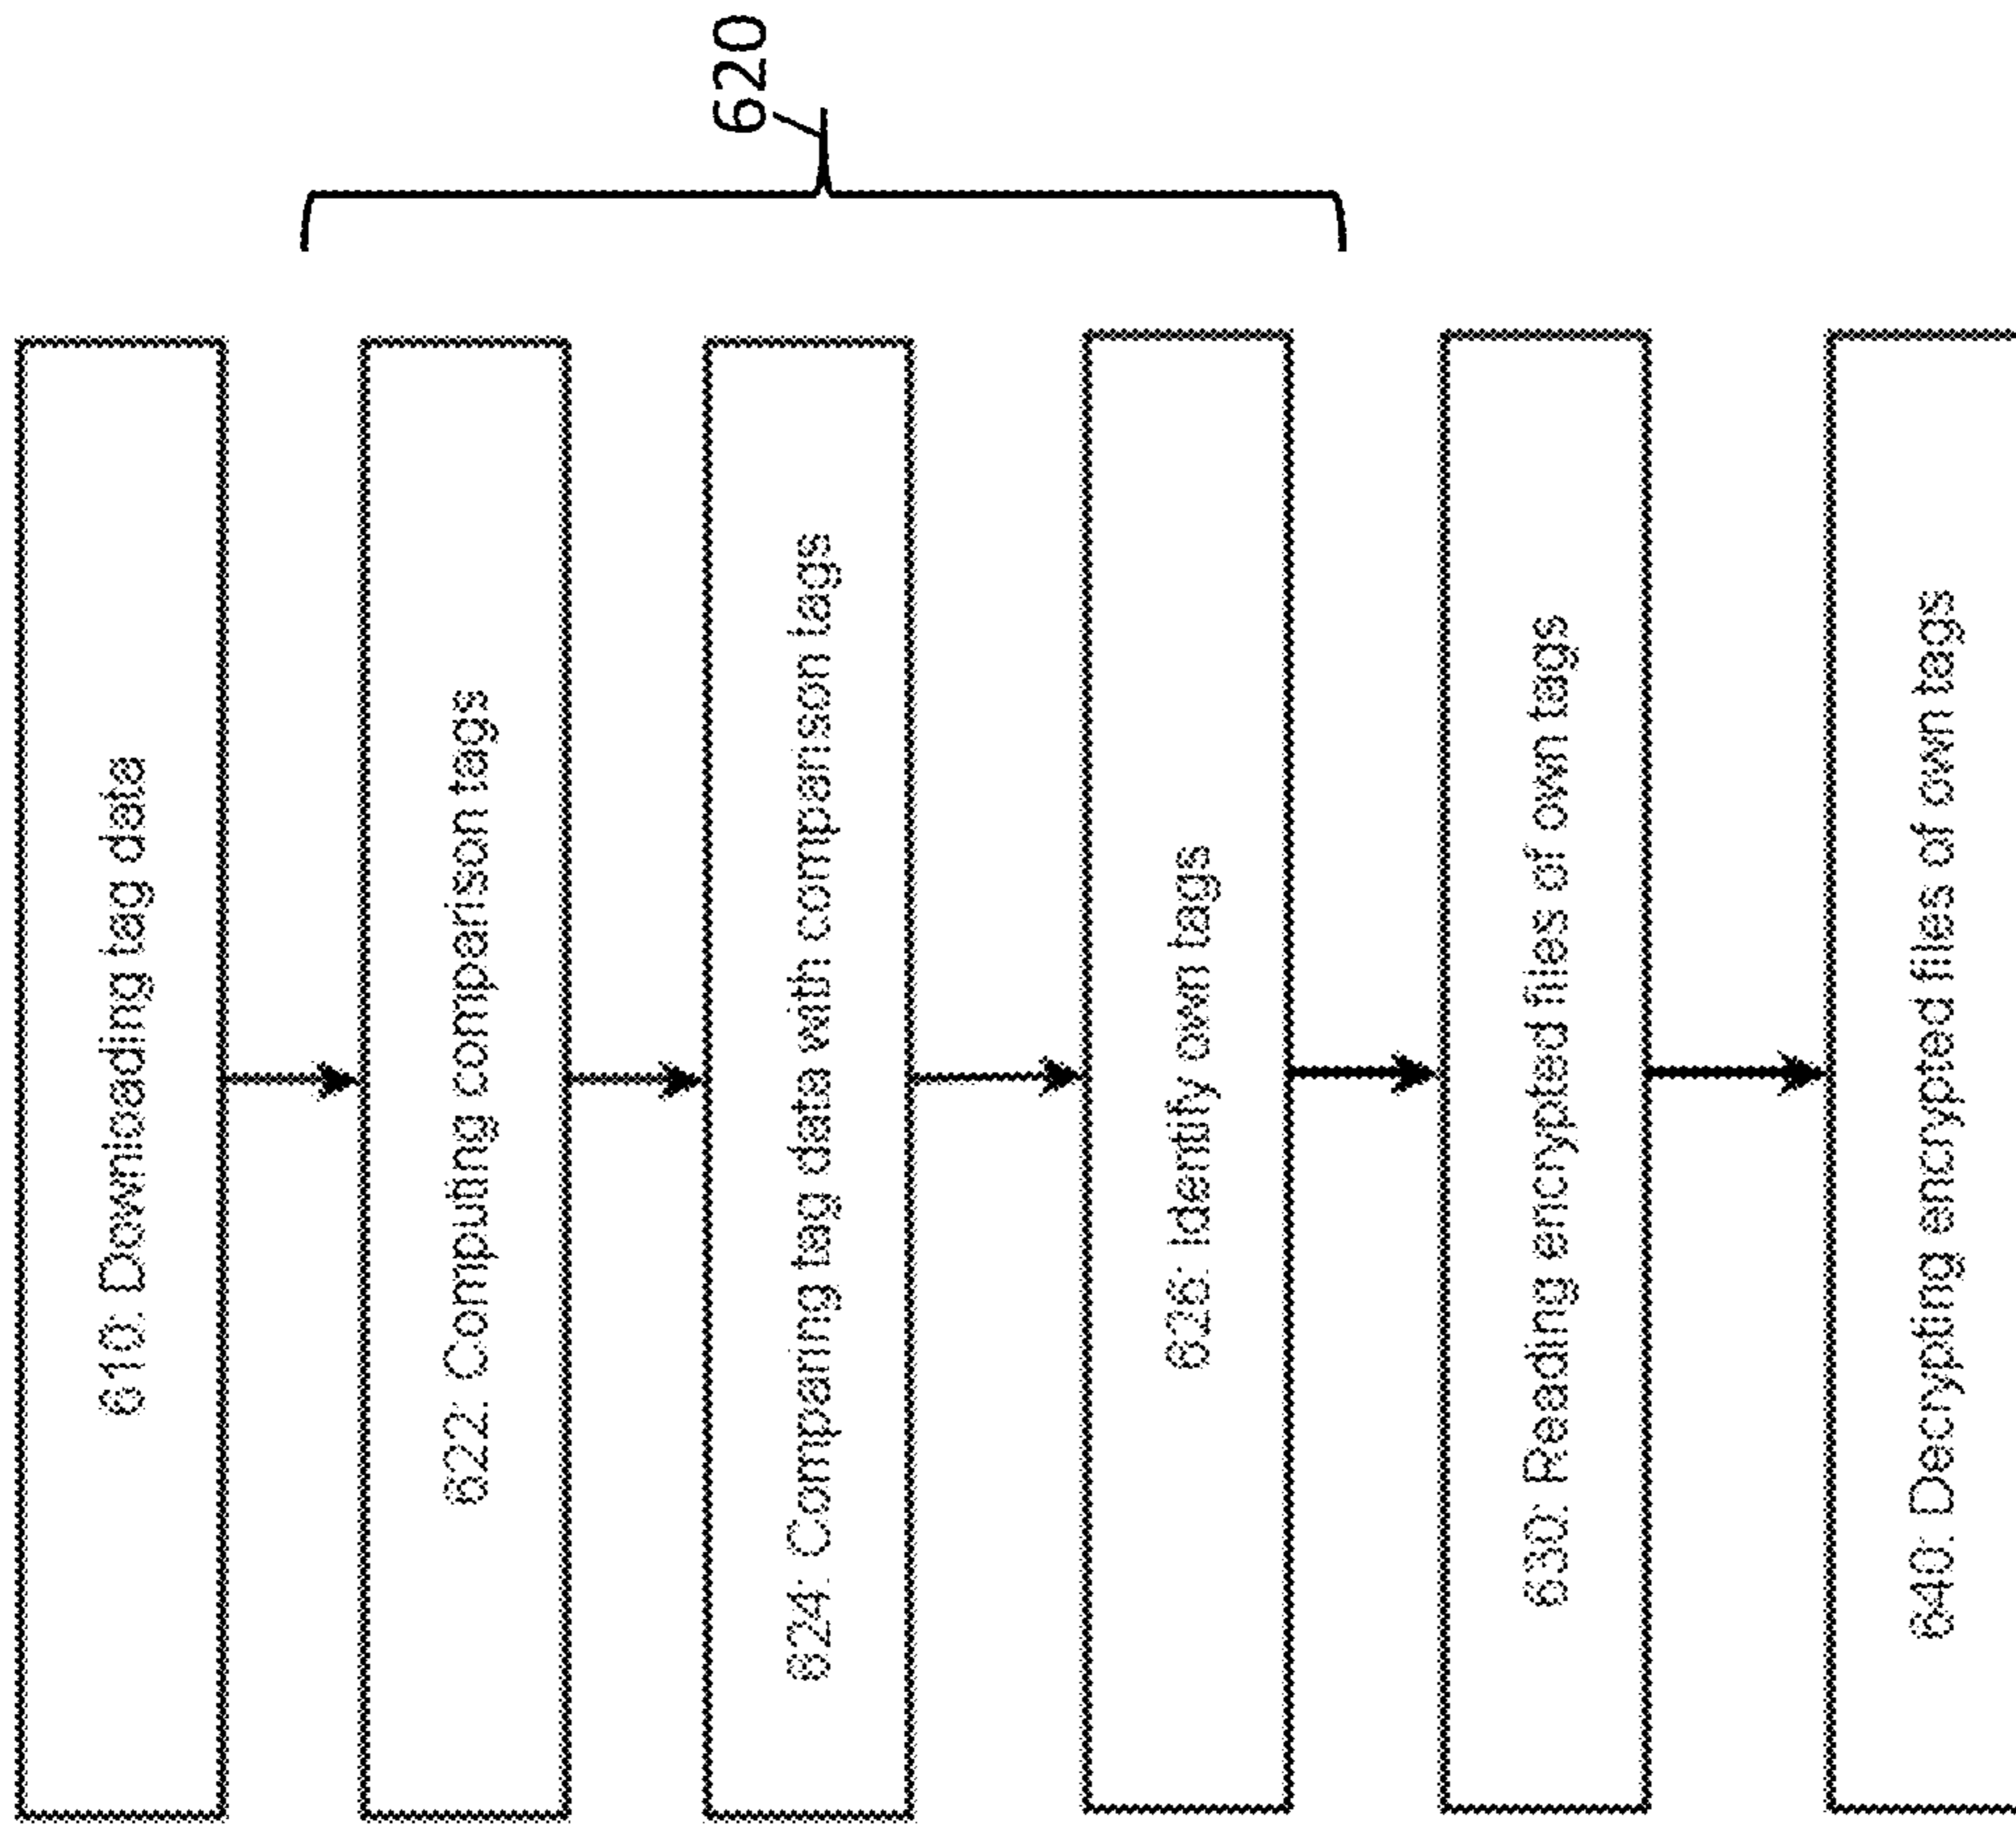 610: Downloading tag data
622: Computing comparison tags
624: Comparing tag data with comparison tags
626: Identify own tags
630: Reading encrypted files of own tags
640: Decrypting encrypted files of own tags
620